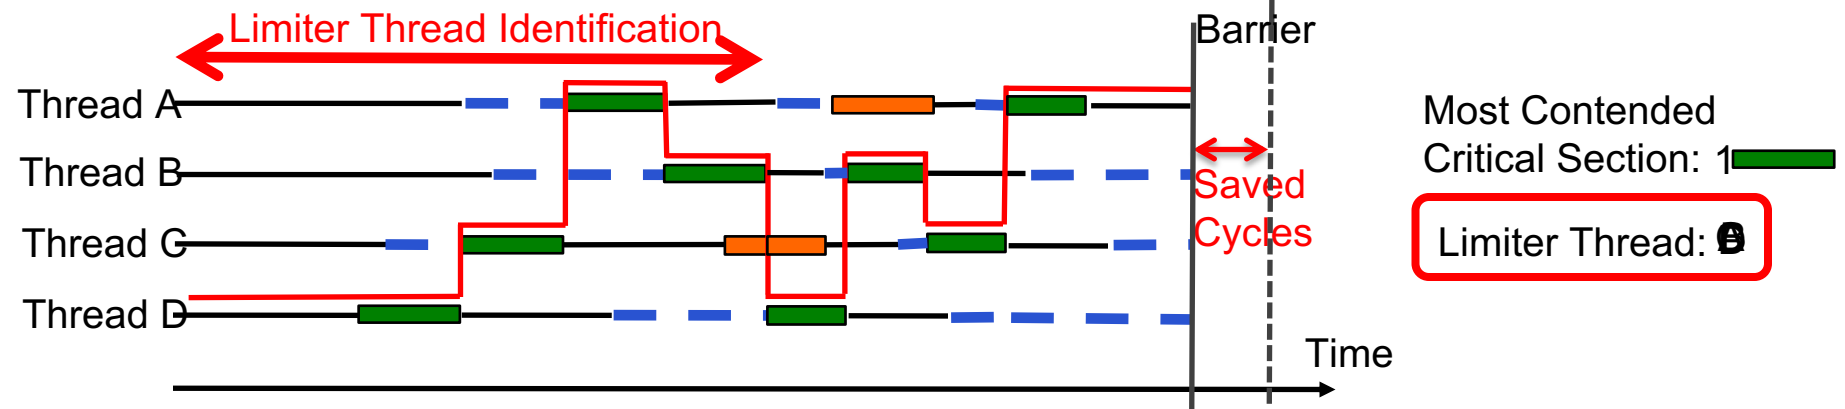 Limiter Thread Identification
Barrier
Thread A
Most Contended
Thread B
Critical Section: 1
Saved
Cycles
Thread C
Limiter Thread:
Thread D
Time